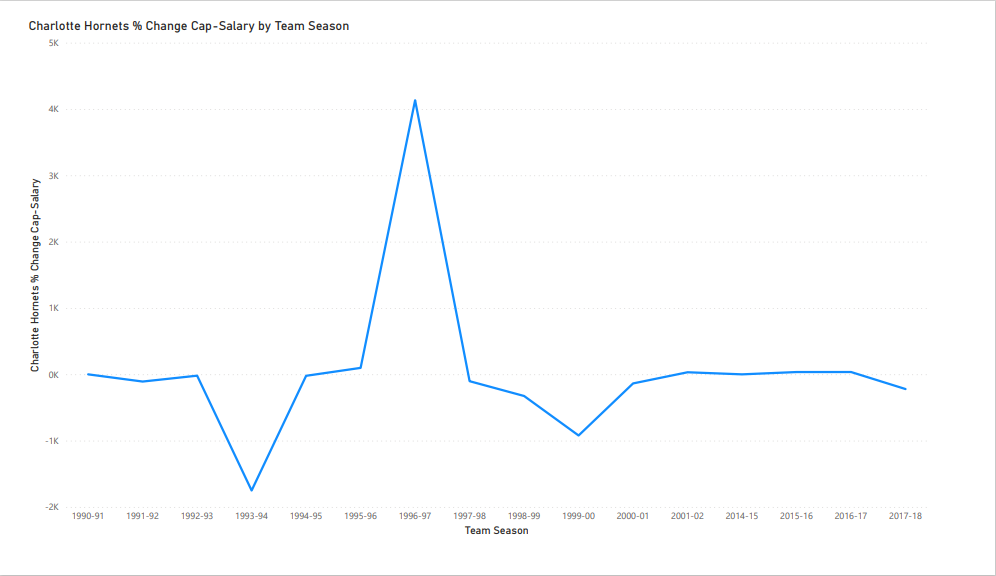 Charlotte Hornets % Change Cap-Salary by Team Season
Charlotte Hornets % Change Cap-Salary
5K
4K
3K
2K
1K
0K
-1K
-2K
1990-91 1991-92 1992-93 1993-94 1994-95 1995-96 1996-97 1997-98 1998-99 1999-00 2000-01 2001-02 2014-15 2015-16 2016-17 2017-18
Team Season